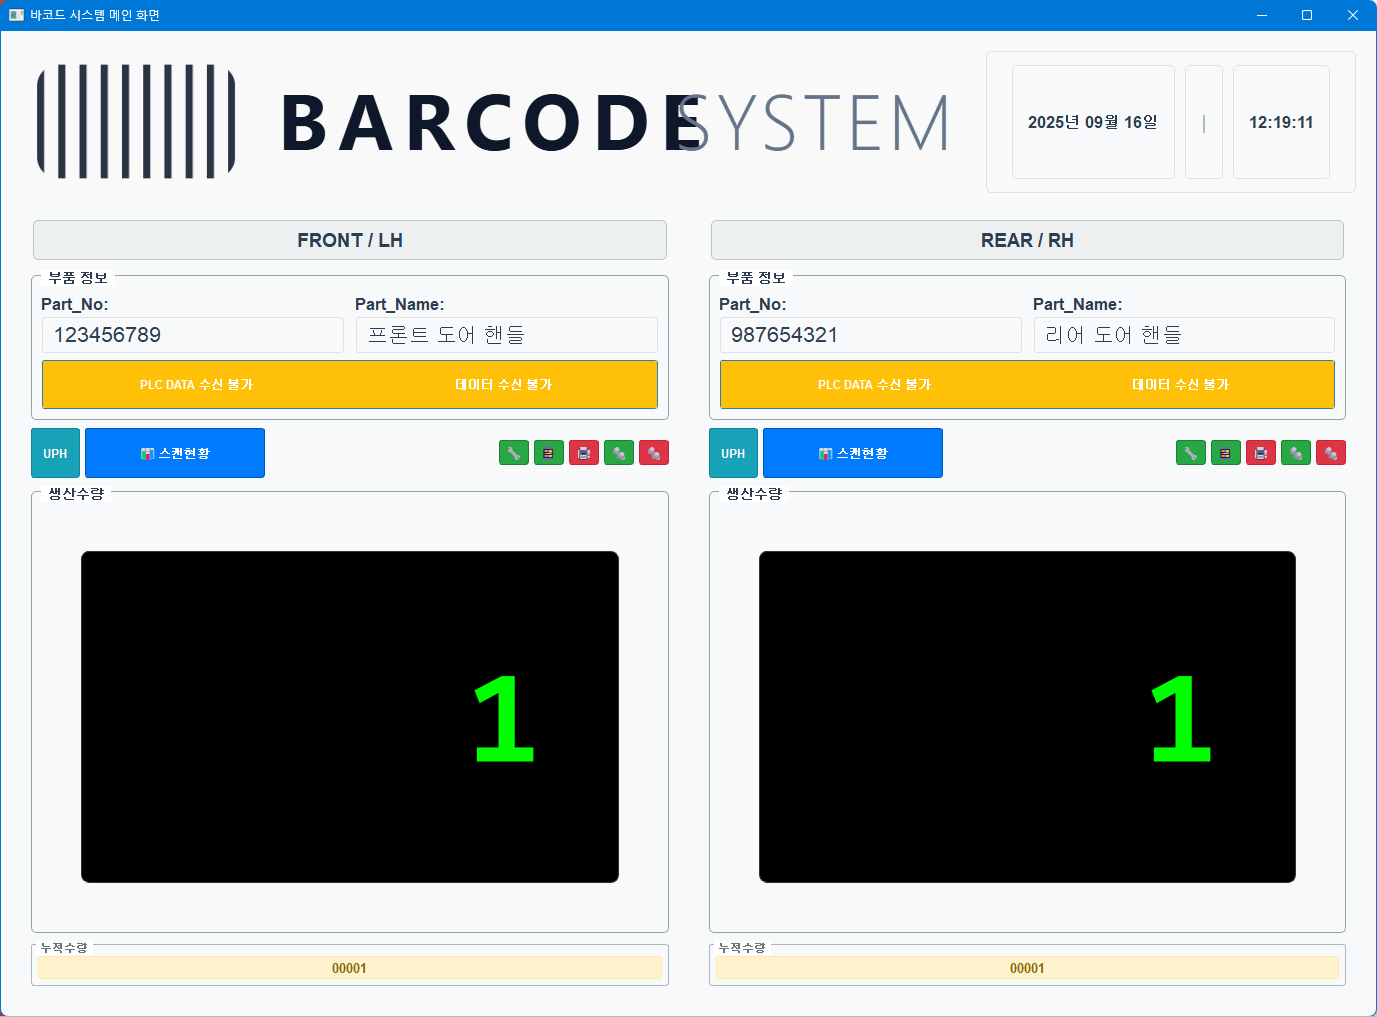 바코드 시스템 메인 화면
BARCODE SYSTEM
2025년 09월 16일 | 12:19:11
FRONT / LH
부품 정보
Part_No: Part_Name:
123456789 프론트 도어 핸들
PLC DATA 수신 불가 데이터 수신 불가
UPH 스캔현황
생산수량
1
누적수량
00001
REAR / RH
부품 정보
Part_No: Part_Name:
987654321 리어 도어 핸들
PLC DATA 수신 불가 데이터 수신 불가
UPH 스캔현황
생산수량
1
누적수량
00001